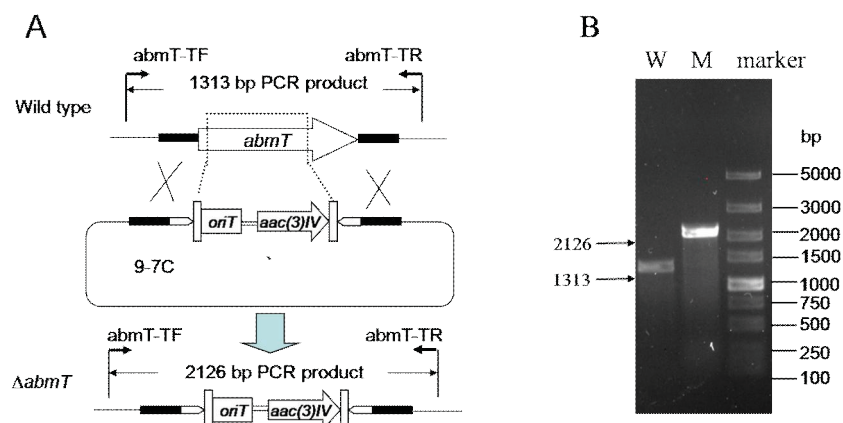 A
abmT-TF
abmT-TR
1313 bp PCR product
Wild type
abmT
oriT
aac(3)IV
9-7C
abmT-TF
abmT-TR
2126 bp PCR product
ΔabmT
oriT
aac(3)IV
B
W M marker
bp
5000
3000
2126
2000
1500
1313
1000
750
500
250
100